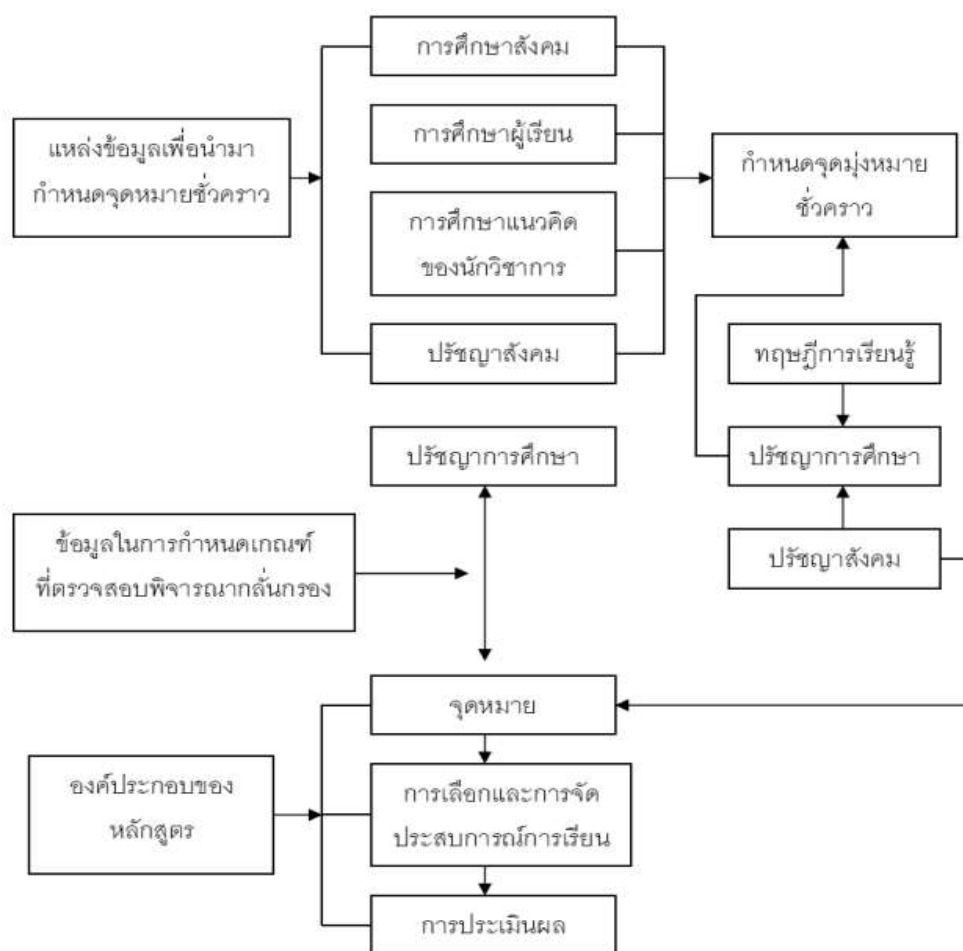 การศึกษาสังคม
การศึกษาผู้เรียน
แหล่งข้อมูลเพื่อนำมา
กำหนดจุดหมายชั่วคราว
กำหนดจุดมุ่งหมาย
ชั่วคราว
การศึกษาแนวคิด
ของนักวิชาการ
ปรัชญาสังคม
ทฤษฎีการเรียนรู้
ปรัชญาการศึกษา
ปรัชญาการศึกษา
ข้อมูลในการกำหนดเกณฑ์
ที่ตรวจสอบพิจารณากลั่นกรอง
ปรัชญาสังคม
จุดหมาย
องค์ประกอบของ
หลักสูตร
การเลือกและการจัด
ประสบการณ์การเรียน
การประเมินผล